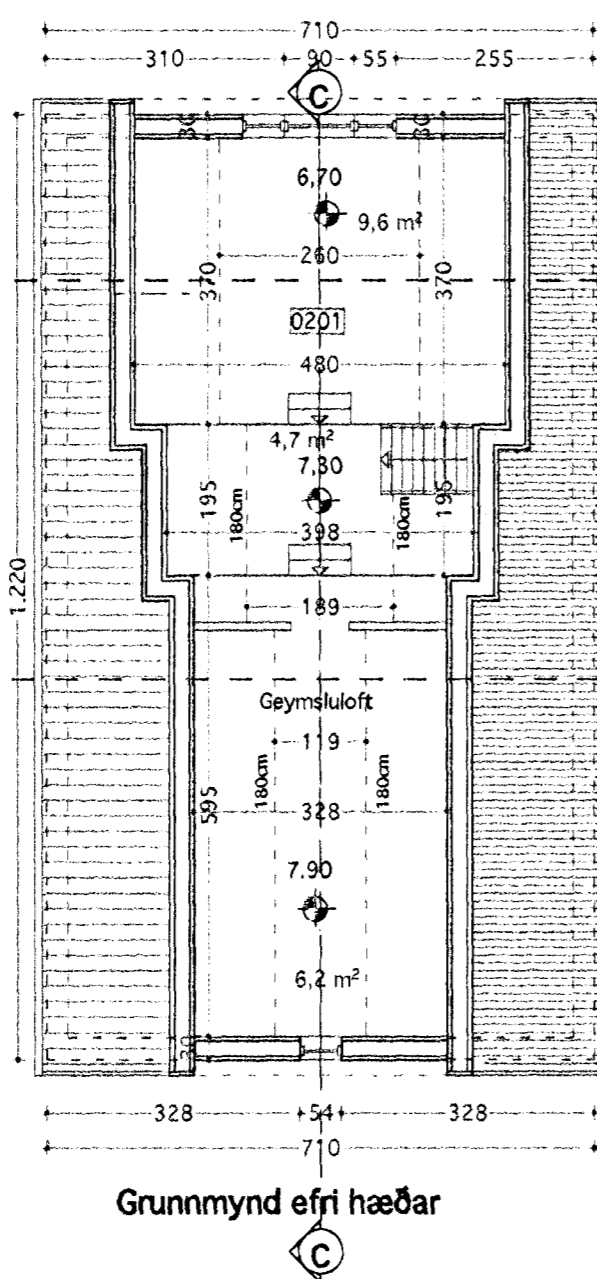 710
310 90 55 255
C
30 30
6,70
9,6 m²
260
370 370
0201
480
4,7 m²
7,30
195 195
180cm 180cm
398
1.220
189
Geymsluloft
119
180cm 180cm
595
328
7.90
6,2 m²
30
328 54 328
710
Grunnmynd efri hæðar
C